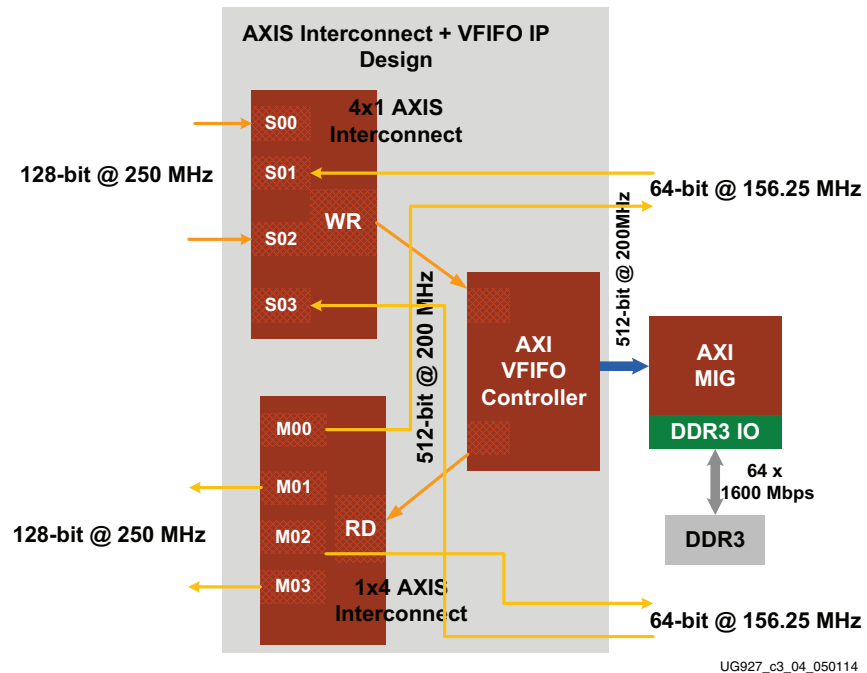 AXIS Interconnect + VFIFO IP
Design
4x1 AXIS
Interconnect
S00
S01
S02
S03
WR
128-bit @ 250 MHz
64-bit @ 156.25 MHz
512-bit @ 200 MHz
512-bit @ 200MHz
AXI
VFIFO
Controller
AXI
MIG
DDR3 IO
64 x
1600 Mbps
DDR3
M00
M01
M02
M03
RD
128-bit @ 250 MHz
1x4 AXIS
Interconnect
64-bit @ 156.25 MHz
UG927_c3_04_050114